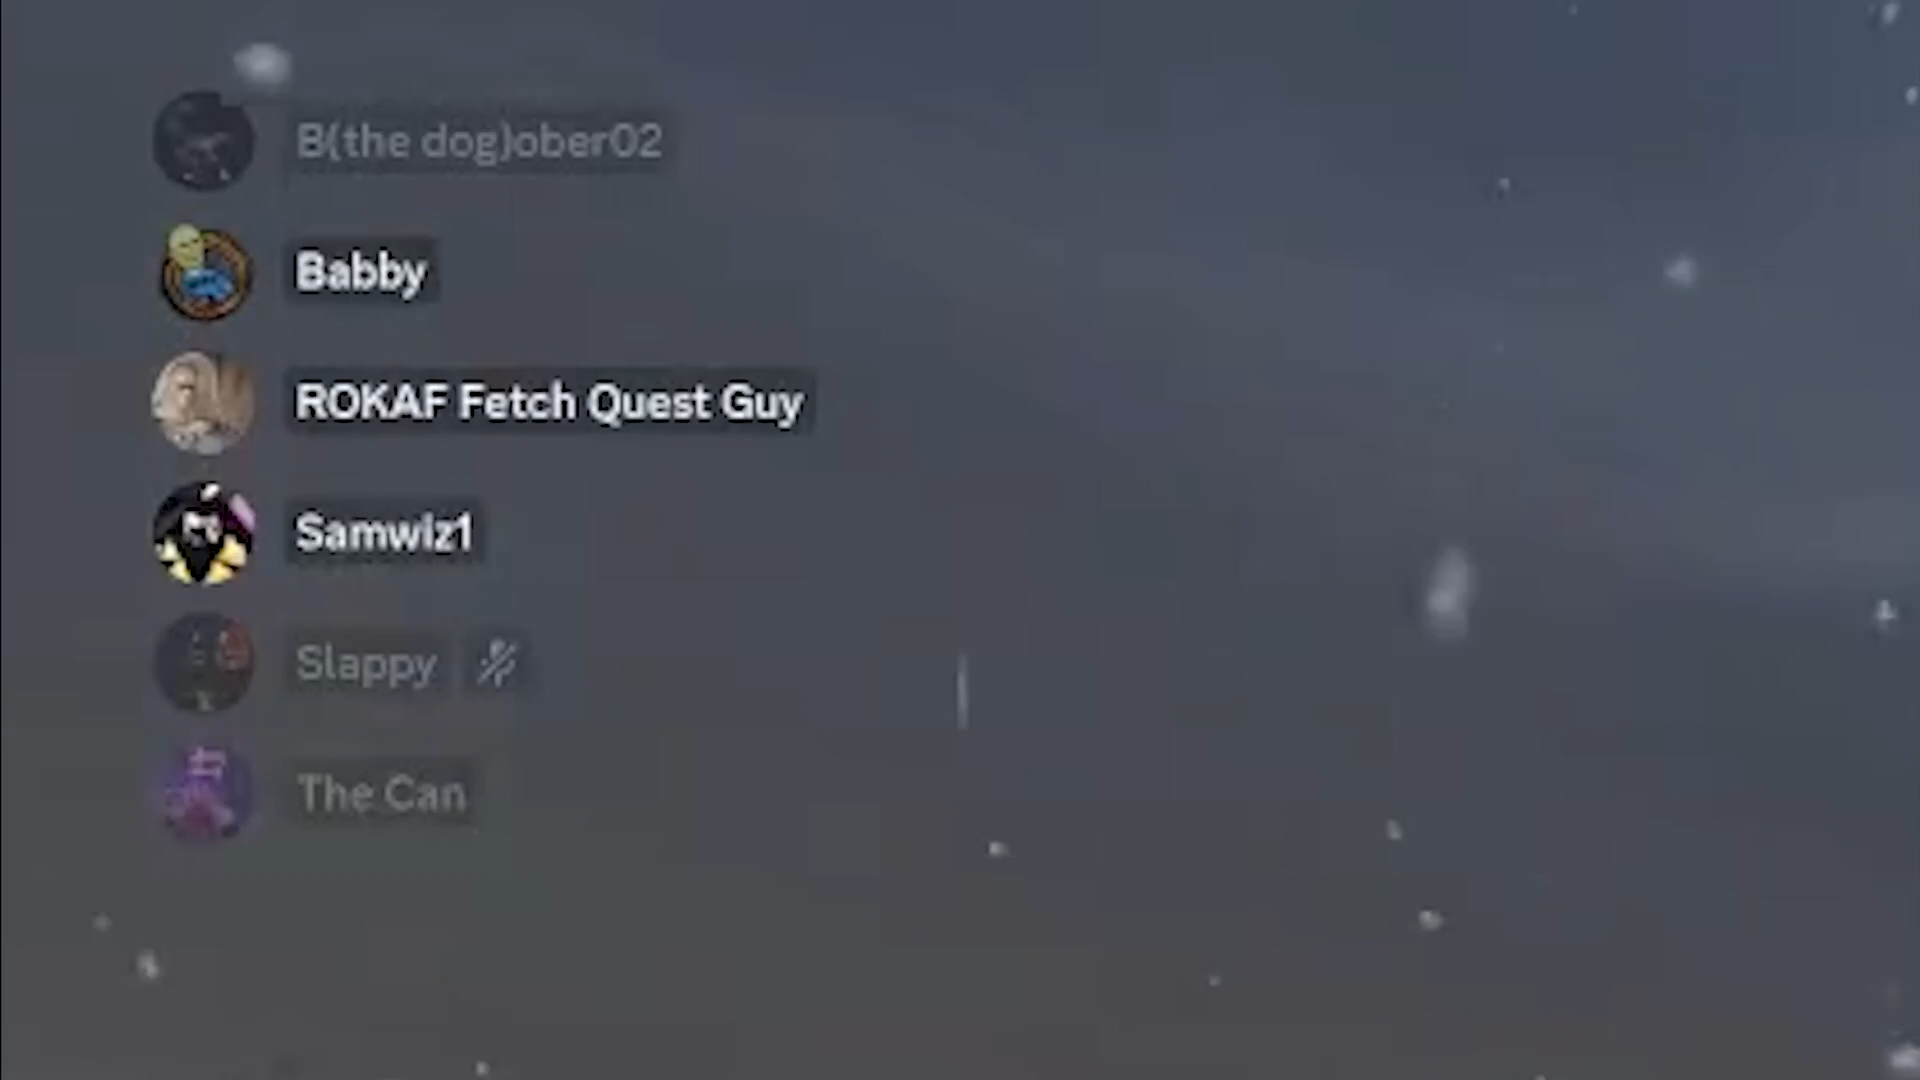 B(the dog)ober02
Babby
ROKAF Fetch Quest Guy
Samwiz1
Slappy
The Can